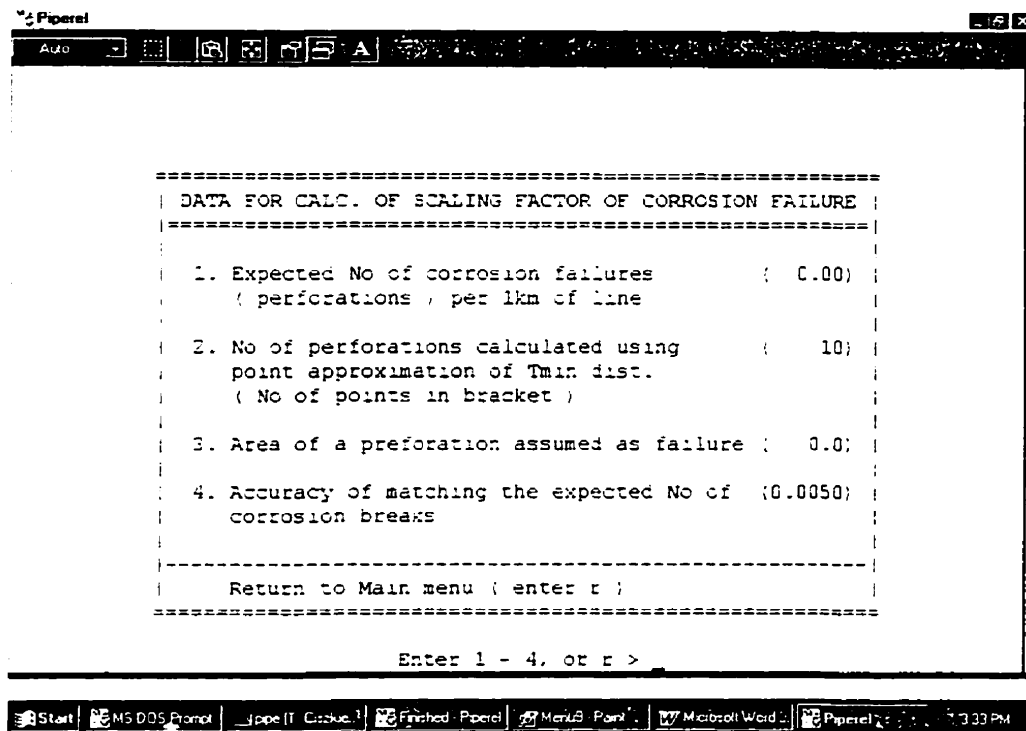 Piperel
Auto
A
DATA FOR CALC. OF SCALING FACTOR OF CORROSION FAILURE
1. Expected No of corrosion failures ( 0.00)
( perforations ) per 1km of line
2. No of perforations calculated using ( 10)
point approximation of Tmin dist.
( No of points in bracket )
3. Area of a preforation assumed as failure ( 0.0)
4. Accuracy of matching the expected No of (0.0050)
corrosion breaks
Return to Main menu ( enter r )
Enter 1 - 4, or r >
Start MS DOS Prompt Finished - Piperel Menu9 - Paint Microsoft Word Piperel 3:33 PM